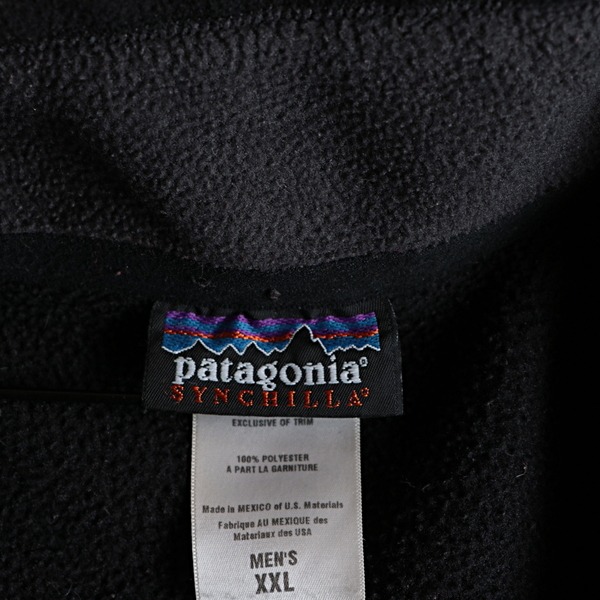 patagonia®
SYNCHILLA®
EXCLUSIVE OF TRIM
100% POLYESTER
A PART LA GARNITURE
Made in MEXICO of U.S. Materials
Fabrique AU MEXIQUE des
Materiaux des USA
MEN'S
XXL